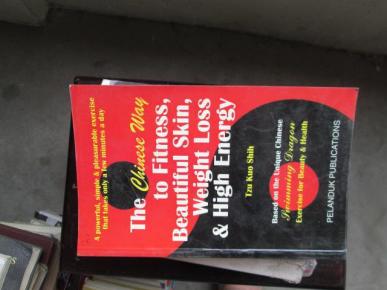 A powerful, simple & pleasurable exercise
that takes only a few minutes a day
The Chinese Way
to Fitness,
Beautiful Skin,
Weight Loss
& High Energy
Tzu Kuo Shih
Based on the Unique Chinese
Swimming Dragon
Exercise for Beauty & Health
PELANDUK PUBLICATIONS